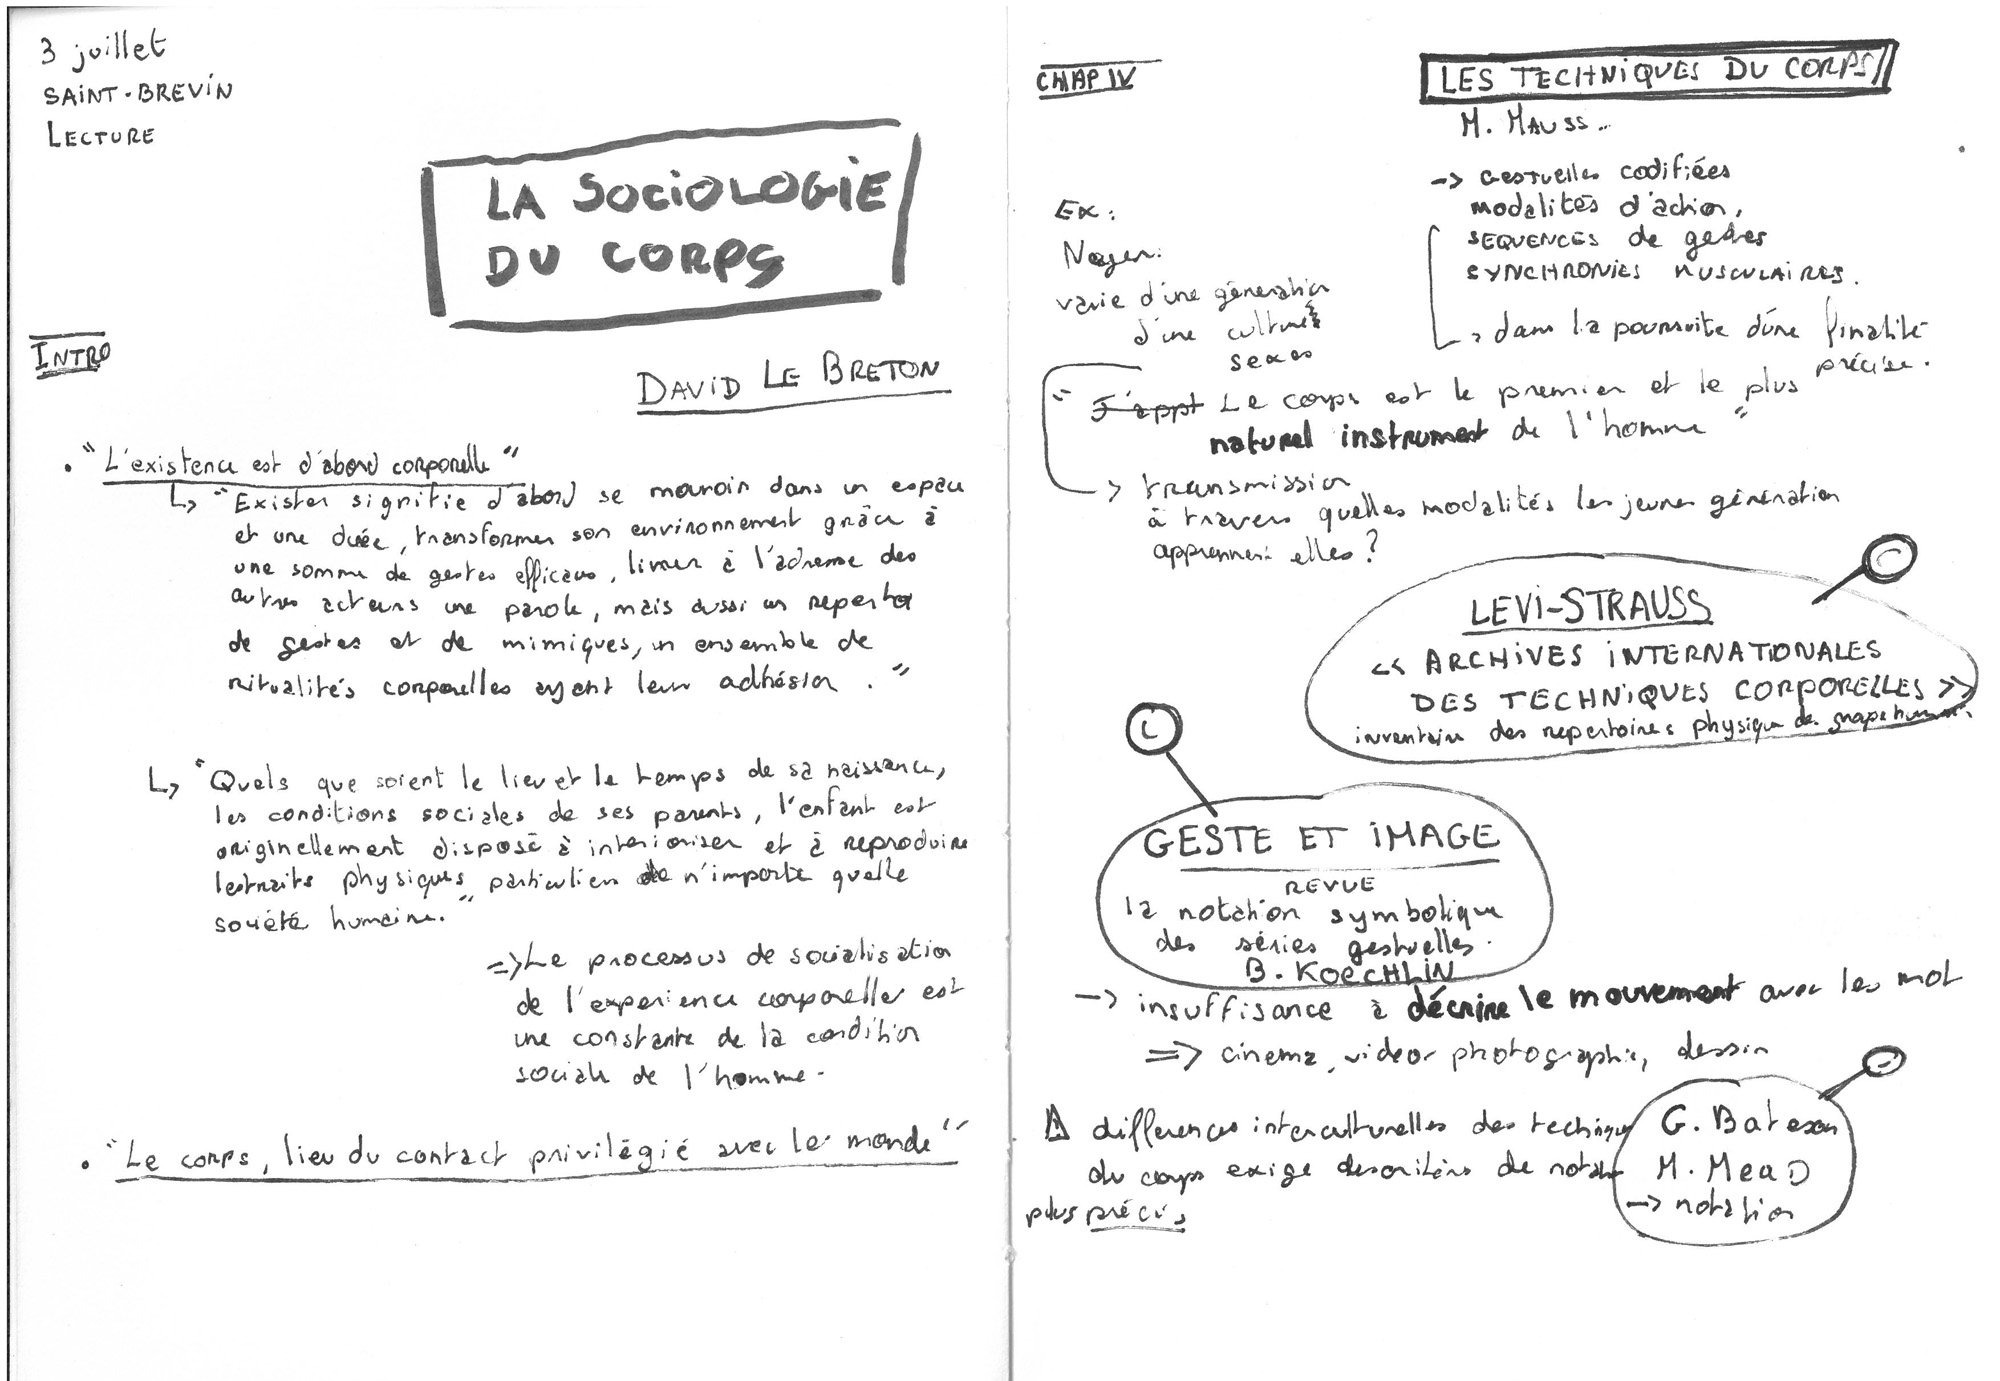 3 juillet
SAINT-BREVIN
LECTURE
LA SOCIOLOGIE
DU CORPS
INTRO
DAVID LE BRETON
• "L'existence est d'abord corporelle"
↳ "Exister signifie d'abord se mouvoir dans un espace
et une durée, transformer son environnement grâce à
une somme de gestes efficaces, livrer à l'adresse des
autres acteurs une parole, mais aussi un
de gestes et de mimiques, un ensemble de
ritualités corporelles ayant leur adhésion."
↳ "Quels que soient le lieu et le temps de sa naissance,
les conditions sociales de ses parents, l'enfant est
originellement disposé à intérioriser et à reproduire
les traits physiques particuliers de n'importe quelle
société humaine."
=> Le processus de socialisation
de l'experience corporelle est
une constante de la condition
sociale de l'homme.
• "Le corps, lieu du contact privilégié avec le monde"
CHAP IV
LES TECHNIQUES DU CORPS
M. MAUSS..
-> Gestuelles codifiées
modalités d'action,
SEQUENCES de gestes
SYNCHRONIES MUSCULAIRES.
-> dans la poursuite d'une finalité
précise.
Ex:
Nager:
varie d'une génération
d'une culture
sexes
" J'appt Le corps est le premier et le plus
naturel instrument de l'homme "
-> transmission
à travers quelles modalités les jeunes génération
apprennent elles ?
LEVI-STRAUSS
<< ARCHIVES INTERNATIONALES
DES TECHNIQUES CORPORELLES >>
inventaire des repertoires physique de
GESTE ET IMAGE
REVUE
la notation symbolique
des séries gestuelles.
B. KOECHLIN
-> insuffisance à décrire le mouvement avec les mot
=> cinema, video, photographie, dessin
differences interculturelles des techniques
du corps exige des critères de notation
plus précis
G. Bateson
M. MeaD
-> notation